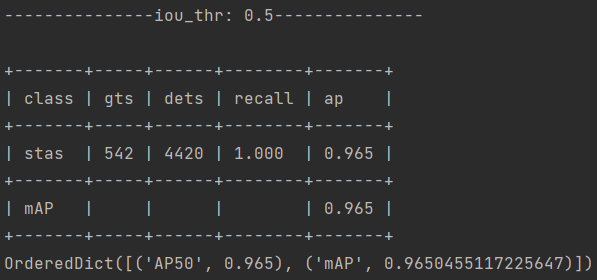 ---------------iou_thr: 0.5---------------
+-------+-----+------+--------+-------+
| class | gts | dets | recall | ap    |
+-------+-----+------+--------+-------+
| stas  | 542 | 4420 | 1.000  | 0.965 |
+-------+-----+------+--------+-------+
| mAP   |     |      |        | 0.965 |
+-------+-----+------+--------+-------+
OrderedDict([('AP50', 0.965), ('mAP', 0.9650455117225647)])